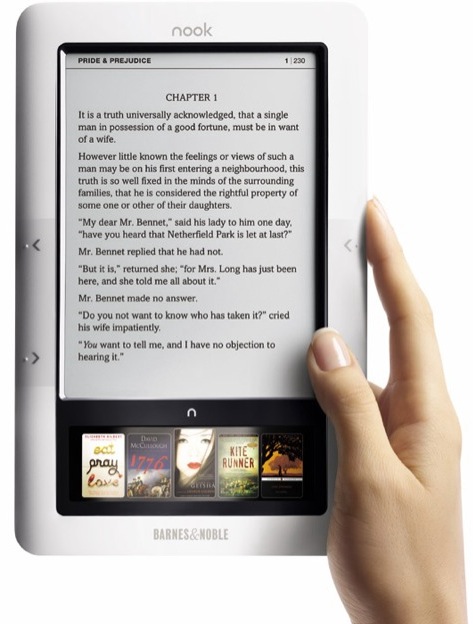 nook
PRIDE & PREJUDICE 1 | 230
CHAPTER 1
It is a truth universally acknowledged, that a single
man in possession of a good fortune, must be in want
of a wife.
However little known the feelings or views of such a
man may be on his first entering a neighbourhood, this
truth is so well fixed in the minds of the surrounding
families, that he is considered the rightful property of
some one or other of their daughters.
"My dear Mr. Bennet," said his lady to him one day,
"have you heard that Netherfield Park is let at last?"
Mr. Bennet replied that he had not.
"But it is," returned she; "for Mrs. Long has just been
here, and she told me all about it."
Mr. Bennet made no answer.
"Do you not want to know who has taken it?" cried
his wife impatiently.
"You want to tell me, and I have no objection to
hearing it."
n
eat
pray
love
DAVID
McCULLOUGH
1776
GEISHA
KITE
RUNNER
BARNES&NOBLE